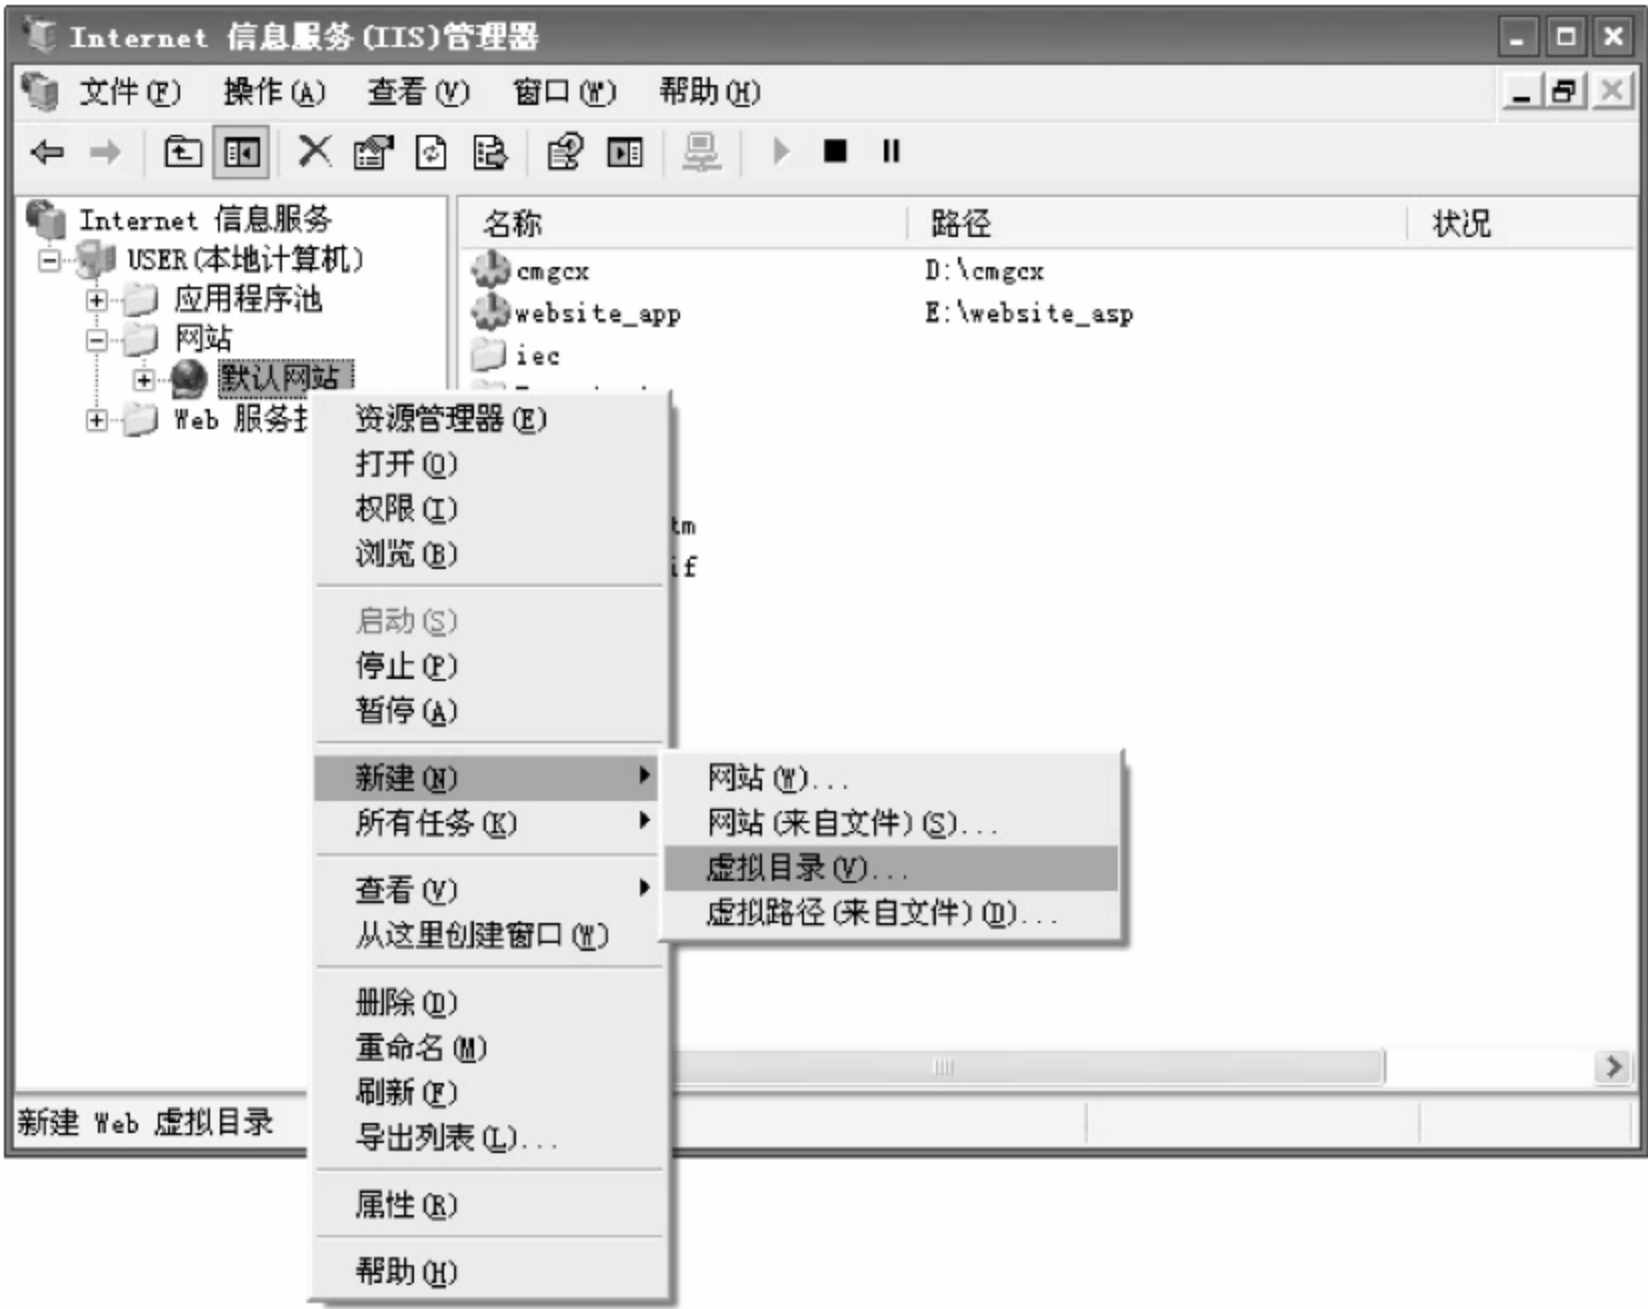 Internet 信息服务(IIS)管理器
文件(F) 操作(A) 查看(V) 窗口(W) 帮助(H)
Internet 信息服务
USER(本地计算机)
应用程序池
网站
默认网站
Web 服务
名称 路径 状况
cmgcx D:\cmgcx
website_app E:\website_asp
iec
tm
if
资源管理器(E)
打开(O)
权限(I)
浏览(B)
启动(S)
停止(P)
暂停(A)
新建(N)
所有任务(K)
查看(V)
从这里创建窗口(W)
删除(D)
重命名(M)
刷新(F)
导出列表(L)...
属性(R)
帮助(H)
网站(W)...
网站(来自文件)(S)...
虚拟目录(V)...
虚拟路径(来自文件)(D)...
新建 Web 虚拟目录